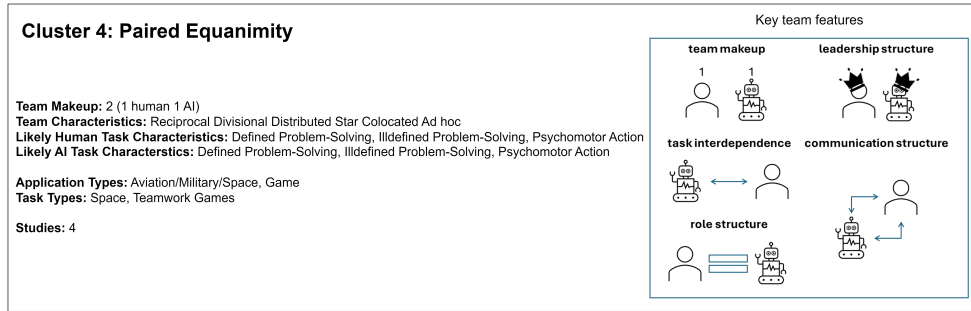 Cluster 4: Paired Equanimity
Team Makeup: 2 (1 human 1 AI)
Team Characteristics: Reciprocal Divisional Distributed Star Colocated Ad hoc
Likely Human Task Characteristics: Defined Problem-Solving, Illdefined Problem-Solving, Psychomotor Action
Likely AI Task Characterstics: Defined Problem-Solving, Illdefined Problem-Solving, Psychomotor Action
Application Types: Aviation/Military/Space, Game
Task Types: Space, Teamwork Games
Studies: 4
Key team features
team makeup
1 1
leadership structure
task interdependence
communication structure
role structure